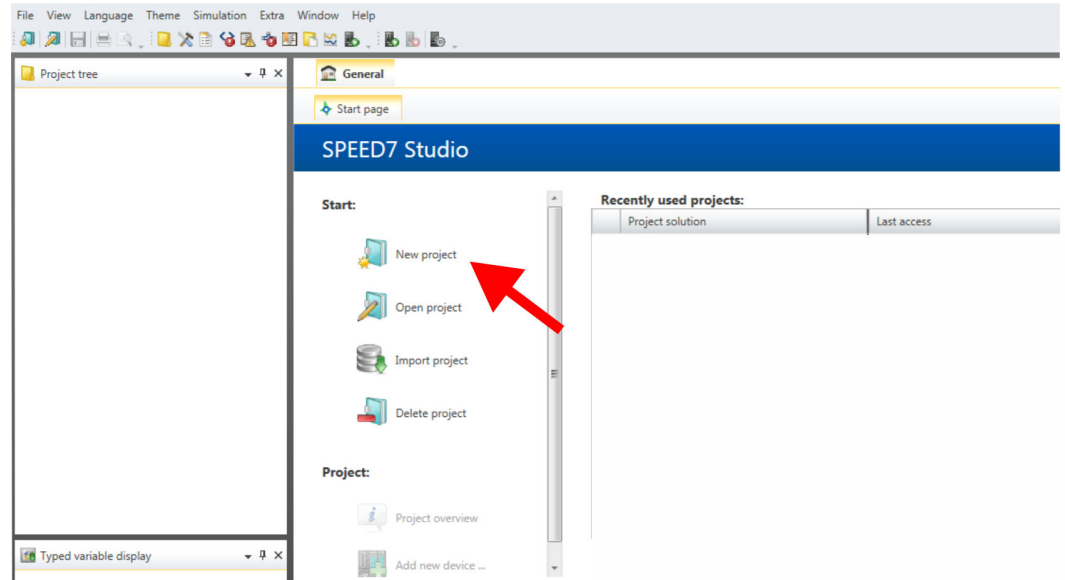 File View Language Theme Simulation Extra Window Help
Project tree
General
Start page
SPEED7 Studio
Start:
New project
Open project
Import project
Delete project
Project:
Project overview
Add new device ...
Recently used projects:
Project solution Last access
Typed variable display